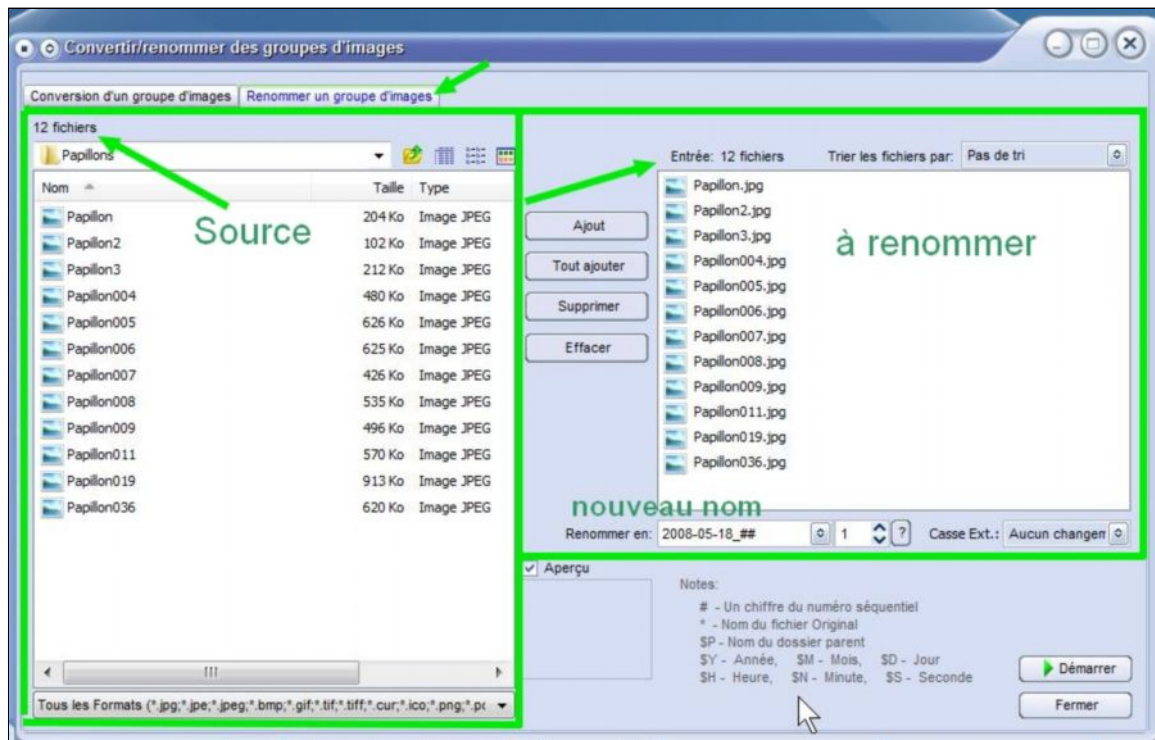 Convertir/renommer des groupes d'images
Conversion d'un groupe d'images
Renommer un groupe d'images
12 fichiers
Papillons
Nom
Taille
Type
Papillon 204 Ko Image JPEG
Papillon2 102 Ko Image JPEG
Papillon3 212 Ko Image JPEG
Papillon004 480 Ko Image JPEG
Papillon005 626 Ko Image JPEG
Papillon006 625 Ko Image JPEG
Papillon007 426 Ko Image JPEG
Papillon008 535 Ko Image JPEG
Papillon009 496 Ko Image JPEG
Papillon011 570 Ko Image JPEG
Papillon019 913 Ko Image JPEG
Papillon036 620 Ko Image JPEG
Source
Tous les Formats (*.jpg;*.jpe;*.jpeg;*.bmp;*.gif;*.tif;*.tiff;*.cur;*.ico;*.png;*.pc
Ajout
Tout ajouter
Supprimer
Effacer
Entrée: 12 fichiers
Trier les fichiers par: Pas de tri
Papillon.jpg
Papillon2.jpg
Papillon3.jpg
Papillon004.jpg
Papillon005.jpg
Papillon006.jpg
Papillon007.jpg
Papillon008.jpg
Papillon009.jpg
Papillon011.jpg
Papillon019.jpg
Papillon036.jpg
à renommer
nouveau nom
Renommer en: 2008-05-18_## 1 ? Casse Ext.: Aucun changem
Aperçu
Notes:
# - Un chiffre du numéro séquentiel
* - Nom du fichier Original
$P - Nom du dossier parent
$Y - Année, $M - Mois, $D - Jour
$H - Heure, $N - Minute, $S - Seconde
Démarrer
Fermer